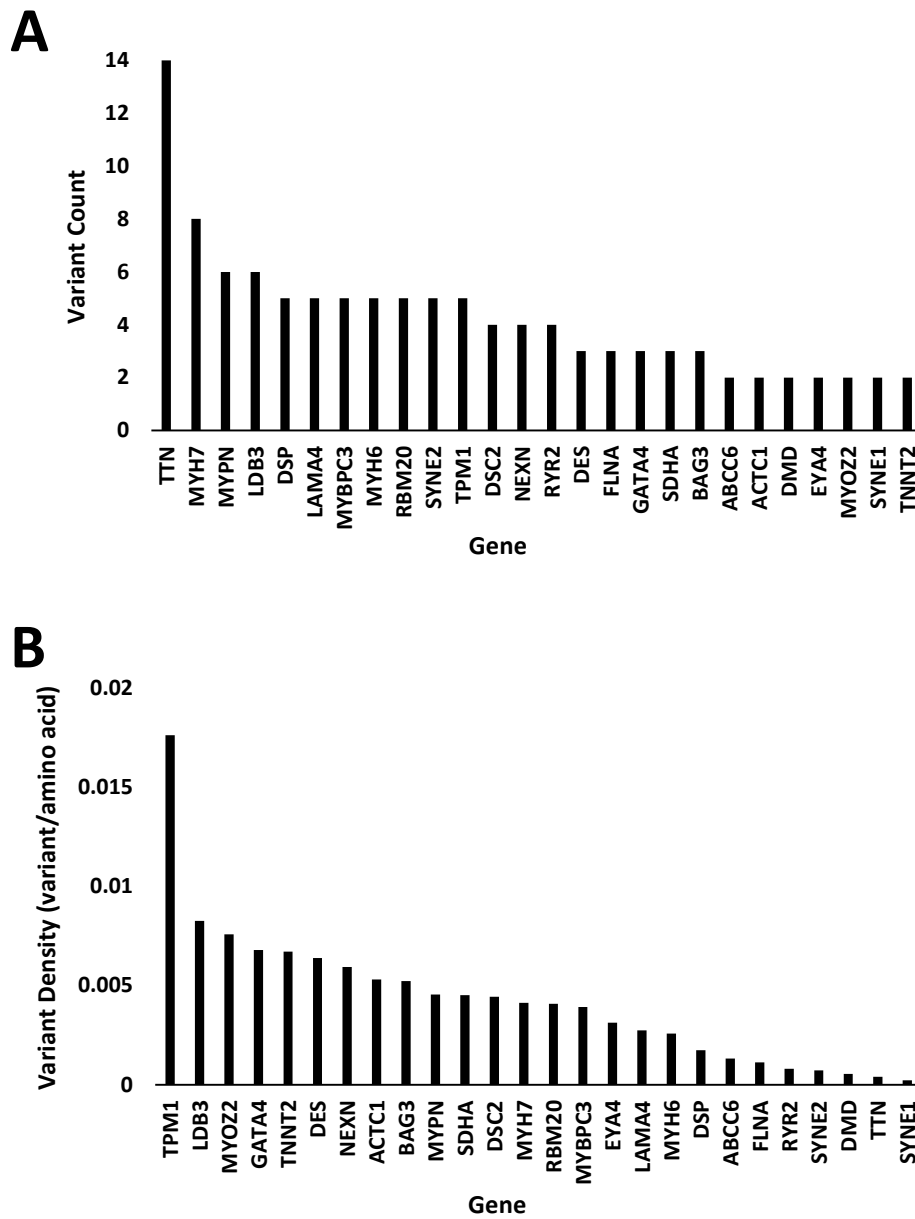 A
Variant Count
14
12
10
8
6
4
2
0
TTN
MYH7
MYPN
LDB3
DSP
LAMA4
MYBPC3
MYH6
RBM20
SYNE2
TPM1
DSC2
NEXN
RYR2
DES
FLNA
GATA4
SDHA
BAG3
ABCC6
ACTC1
DMD
EYA4
MYOZ2
SYNE1
TNNT2
Gene
B
Variant Density (variant/amino acid)
0.02
0.015
0.01
0.005
0
TPM1
LDB3
MYOZ2
GATA4
TNNT2
DES
NEXN
ACTC1
BAG3
MYPN
SDHA
DSC2
MYH7
RBM20
MYBPC3
EYA4
LAMA4
MYH6
DSP
ABCC6
FLNA
RYR2
SYNE2
DMD
TTN
SYNE1
Gene